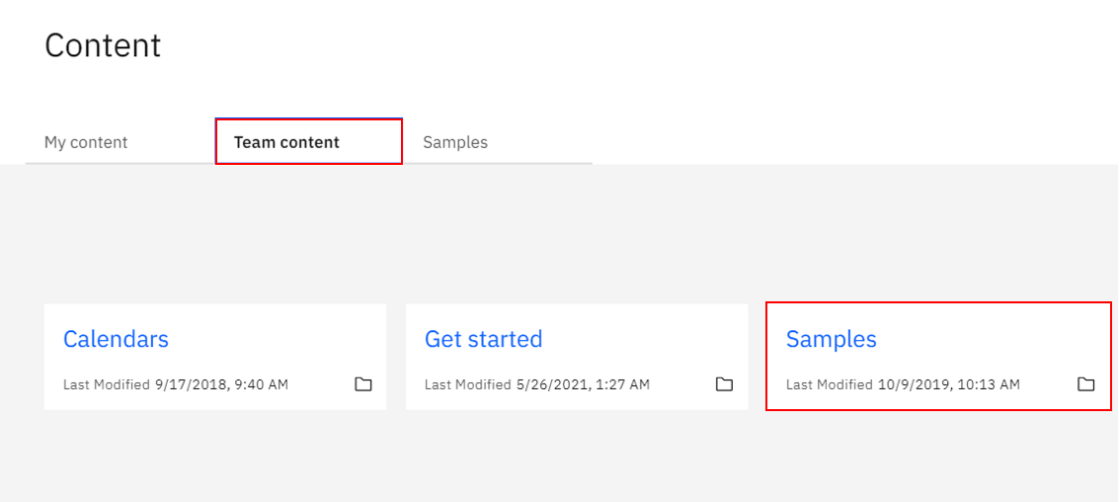 Content
My content Team content Samples
Calendars Get started Samples
Last Modified 9/17/2018, 9:40 AM Last Modified 5/26/2021, 1:27 AM Last Modified 10/9/2019, 10:13 AM